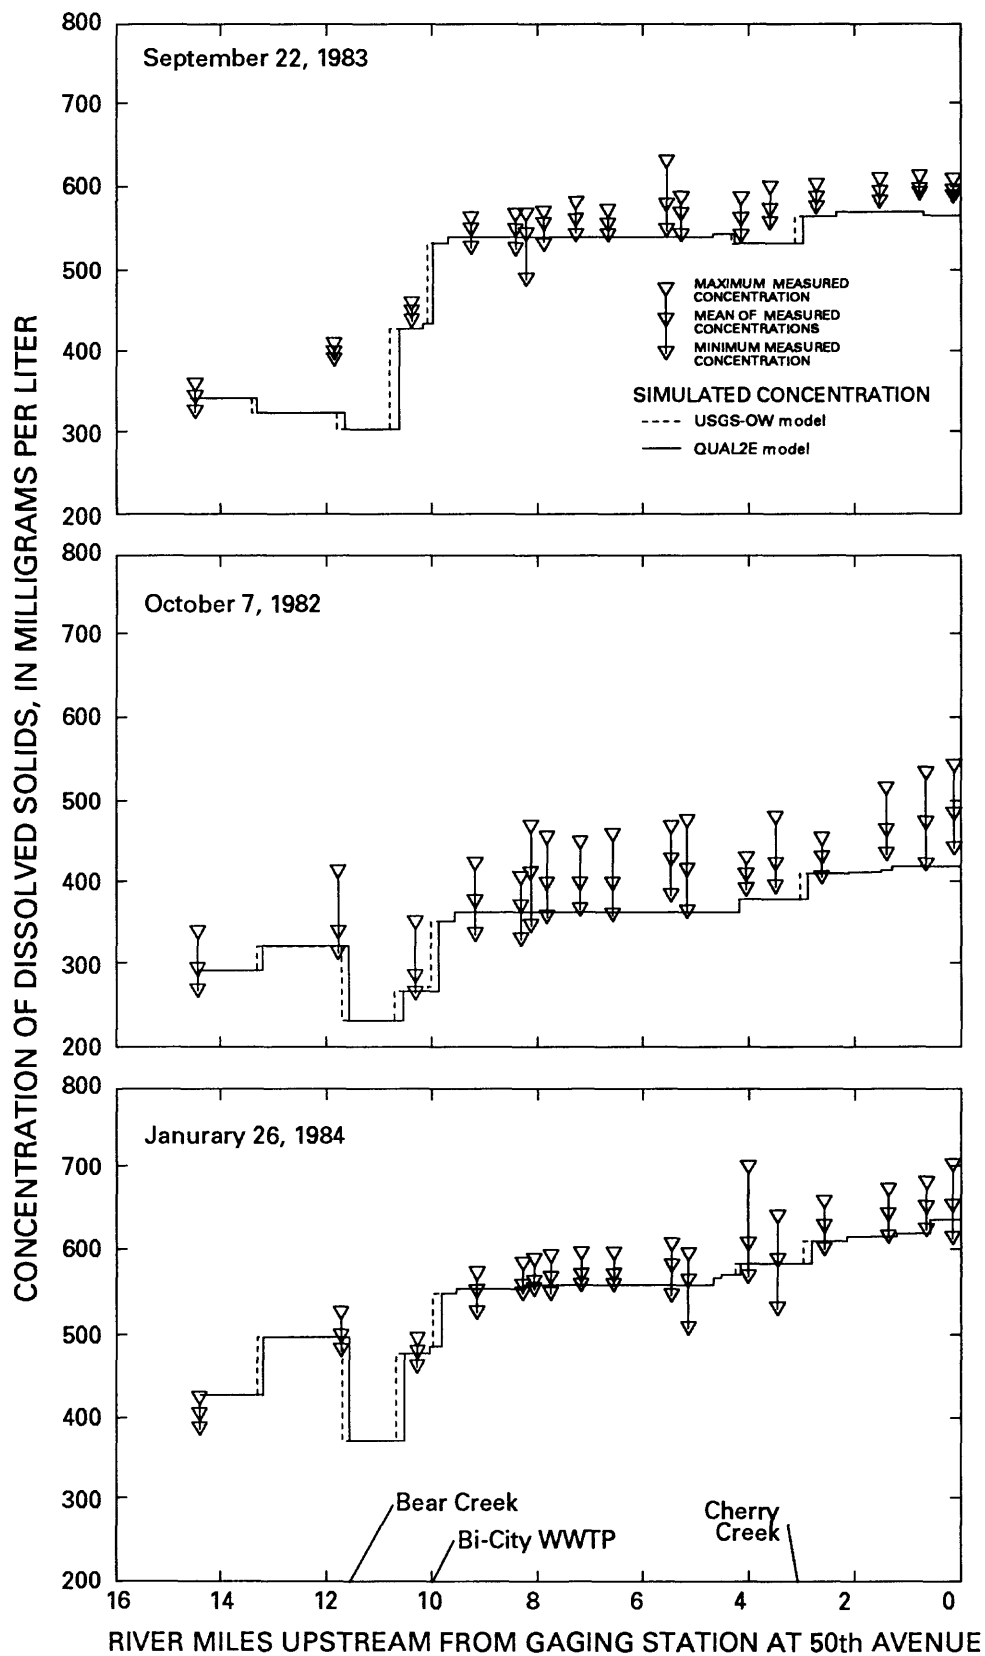 CONCENTRATION OF DISSOLVED SOLIDS, IN MILLIGRAMS PER LITER
800
700
600
500
400
300
200
September 22, 1983
MAXIMUM MEASURED
CONCENTRATION
MEAN OF MEASURED
CONCENTRATIONS
MINIMUM MEASURED
CONCENTRATION
SIMULATED CONCENTRATION
USGS-OW model
QUAL2E model
800
700
600
500
400
300
200
October 7, 1982
800
700
600
500
400
300
200
Janurary 26, 1984
Bear Creek
Bi-City WWTP
Cherry
Creek
16 14 12 10 8 6 4 2 0
RIVER MILES UPSTREAM FROM GAGING STATION AT 50th AVENUE